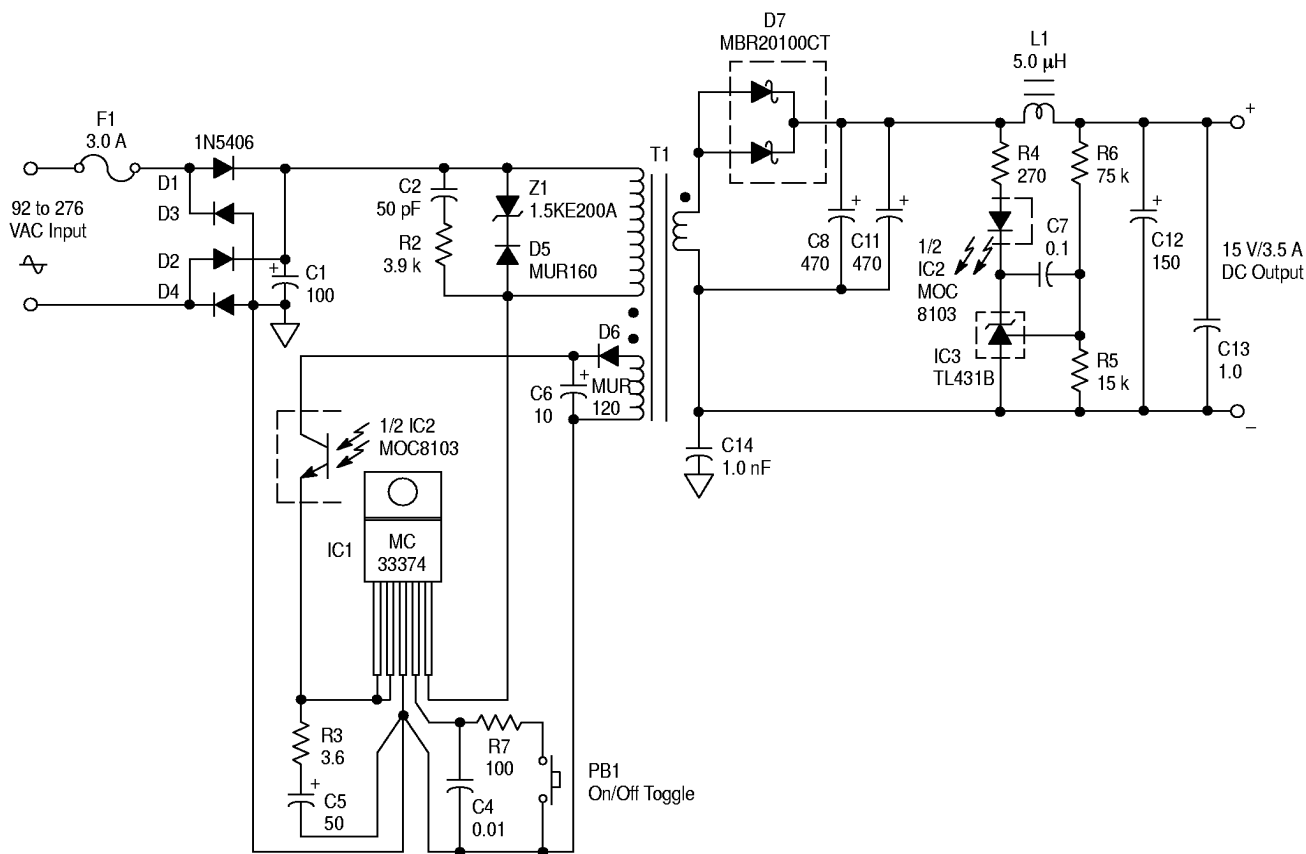 D7
MBR20100CT
L1
5.0 µH
F1
3.0 A
1N5406
D1
D3
D2
D4
92 to 276
VAC Input
C1
100
+
C2
50 pF
R2
3.9 k
Z1
1.5KE200A
D5
MUR160
T1
C8
470
+
C11
470
+
R4
270
1/2
IC2
MOC
8103
C7
0.1
R6
75 k
IC3
TL431B
R5
15 k
C12
150
+
C13
1.0
+
15 V/3.5 A
DC Output
–
D6
MUR
120
C6
10
+
C14
1.0 nF
1/2 IC2
MOC8103
IC1
MC
33374
R3
3.6
C5
50
+
R7
100
C4
0.01
PB1
On/Off Toggle